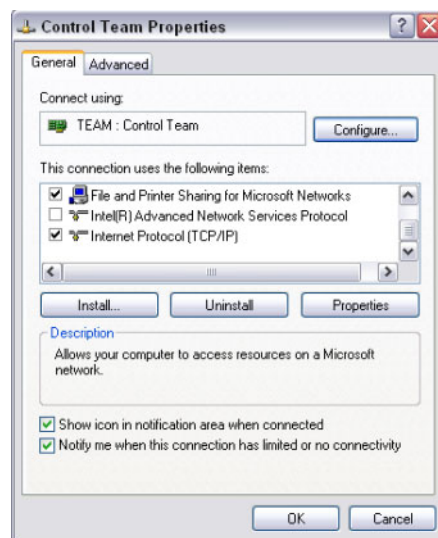 Control Team Properties
General Advanced
Connect using:
TEAM : Control Team
Configure...
This connection uses the following items:
File and Printer Sharing for Microsoft Networks
Intel(R) Advanced Network Services Protocol
Internet Protocol (TCP/IP)
Install... Uninstall Properties
Description
Allows your computer to access resources on a Microsoft
network.
Show icon in notification area when connected
Notify me when this connection has limited or no connectivity
OK Cancel